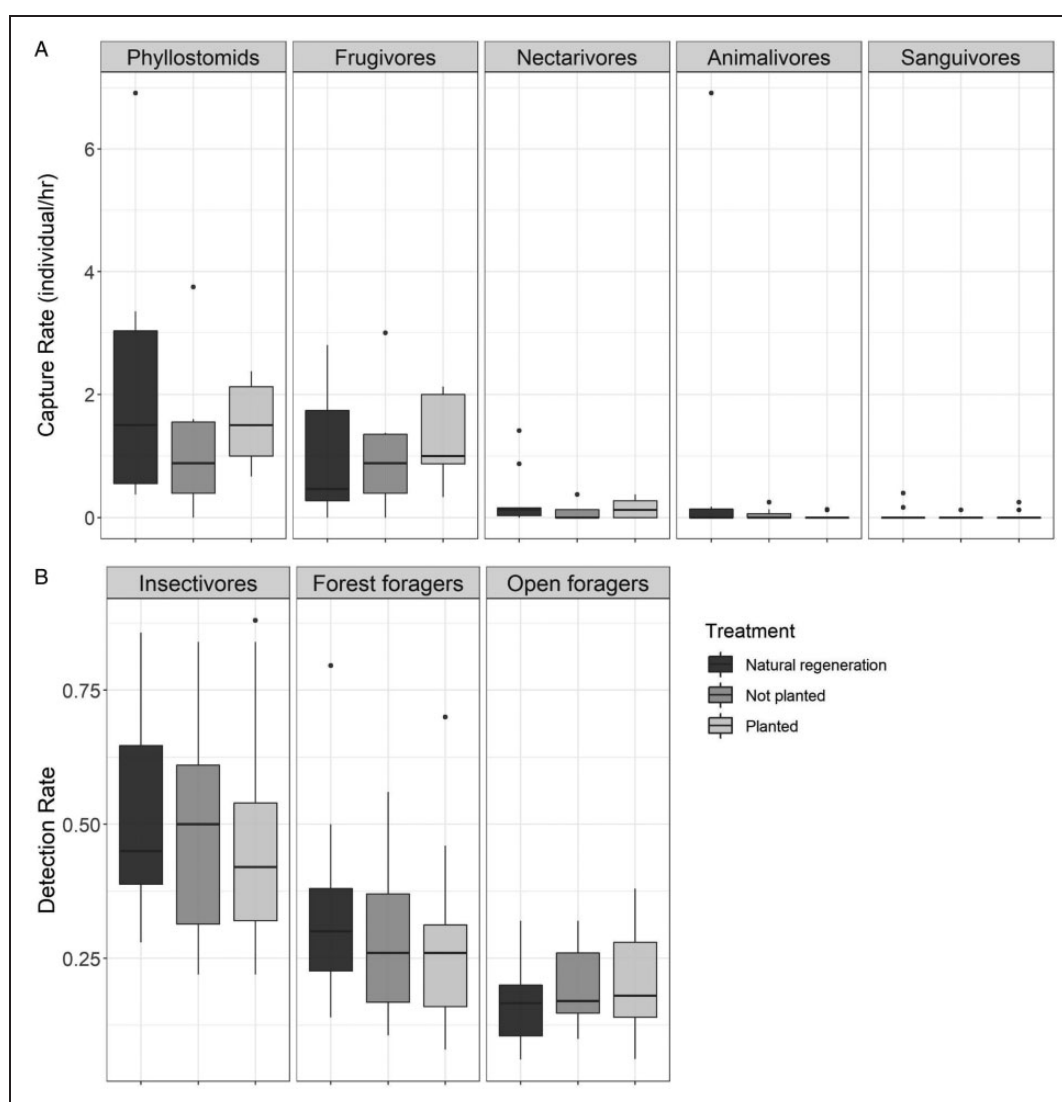 A
Phyllostomids
Frugivores
Nectarivores
Animalivores
Sanguivores
Capture Rate (individual/hr)
6
4
2
0
B
Insectivores
Forest foragers
Open foragers
Detection Rate
0.75
0.50
0.25
Treatment
Natural regeneration
Not planted
Planted